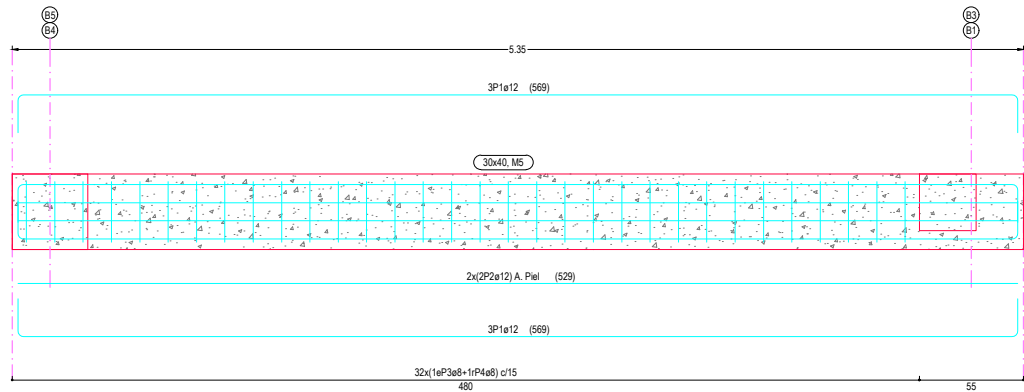 B5
B4
B3
B1
5.35
3P1ø12 (569)
30x40, M5
2x(2P2ø12) A. Piel (529)
3P1ø12 (569)
32x(1eP3ø8+1rP4ø8) c/15
480
55